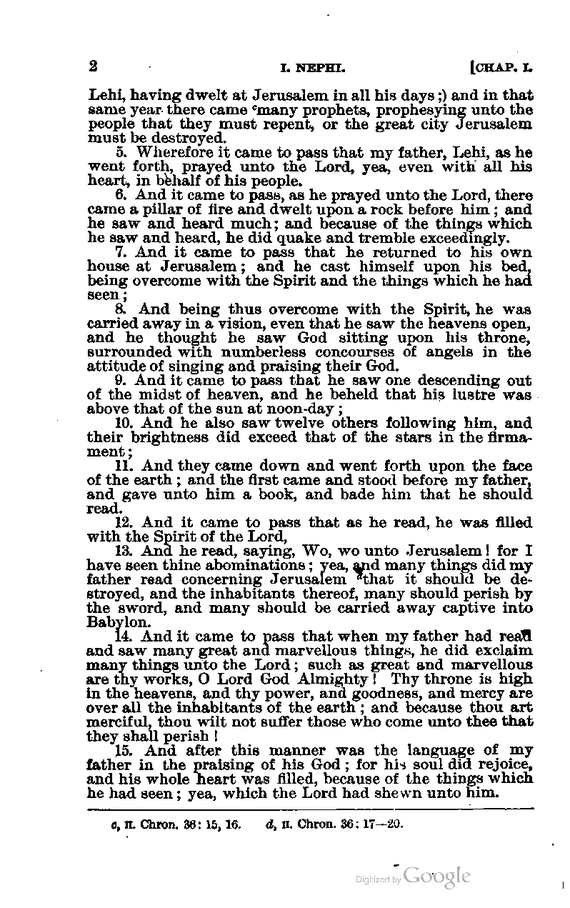 2 I. NEPHI. [CHAP. I.
Lehi, having dwelt at Jerusalem in all his days;) and in that
same year there came ᶜmany prophets, prophesying unto the
people that they must repent, or the great city Jerusalem
must be destroyed.
5. Wherefore it came to pass that my father, Lehi, as he
went forth, prayed unto the Lord, yea, even with all his
heart, in behalf of his people.
6. And it came to pass, as he prayed unto the Lord, there
came a pillar of fire and dwelt upon a rock before him; and
he saw and heard much; and because of the things which
he saw and heard, he did quake and tremble exceedingly.
7. And it came to pass that he returned to his own
house at Jerusalem; and he cast himself upon his bed,
being overcome with the Spirit and the things which he had
seen;
8. And being thus overcome with the Spirit, he was
carried away in a vision, even that he saw the heavens open,
and he thought he saw God sitting upon his throne,
surrounded with numberless concourses of angels in the
attitude of singing and praising their God.
9. And it came to pass that he saw one descending out
of the midst of heaven, and he beheld that his lustre was
above that of the sun at noon-day;
10. And he also saw twelve others following him, and
their brightness did exceed that of the stars in the firma-
ment;
11. And they came down and went forth upon the face
of the earth; and the first came and stood before my father,
and gave unto him a book, and bade him that he should
read.
12. And it came to pass that as he read, he was filled
with the Spirit of the Lord,
13. And he read, saying, Wo, wo unto Jerusalem! for I
have seen thine abominations; yea, and many things did my
father read concerning Jerusalem ᵈthat it should be de-
stroyed, and the inhabitants thereof, many should perish by
the sword, and many should be carried away captive into
Babylon.
14. And it came to pass that when my father had read
and saw many great and marvellous things, he did exclaim
many things unto the Lord; such as great and marvellous
are thy works, O Lord God Almighty! Thy throne is high
in the heavens, and thy power, and goodness, and mercy are
over all the inhabitants of the earth; and because thou art
merciful, thou wilt not suffer those who come unto thee that
they shall perish!
15. And after this manner was the language of my
father in the praising of his God; for his soul did rejoice,
and his whole heart was filled, because of the things which
he had seen; yea, which the Lord had shewn unto him.
c, II. Chron. 36: 15, 16. d, II. Chron. 36: 17—20.
Digitized by Google